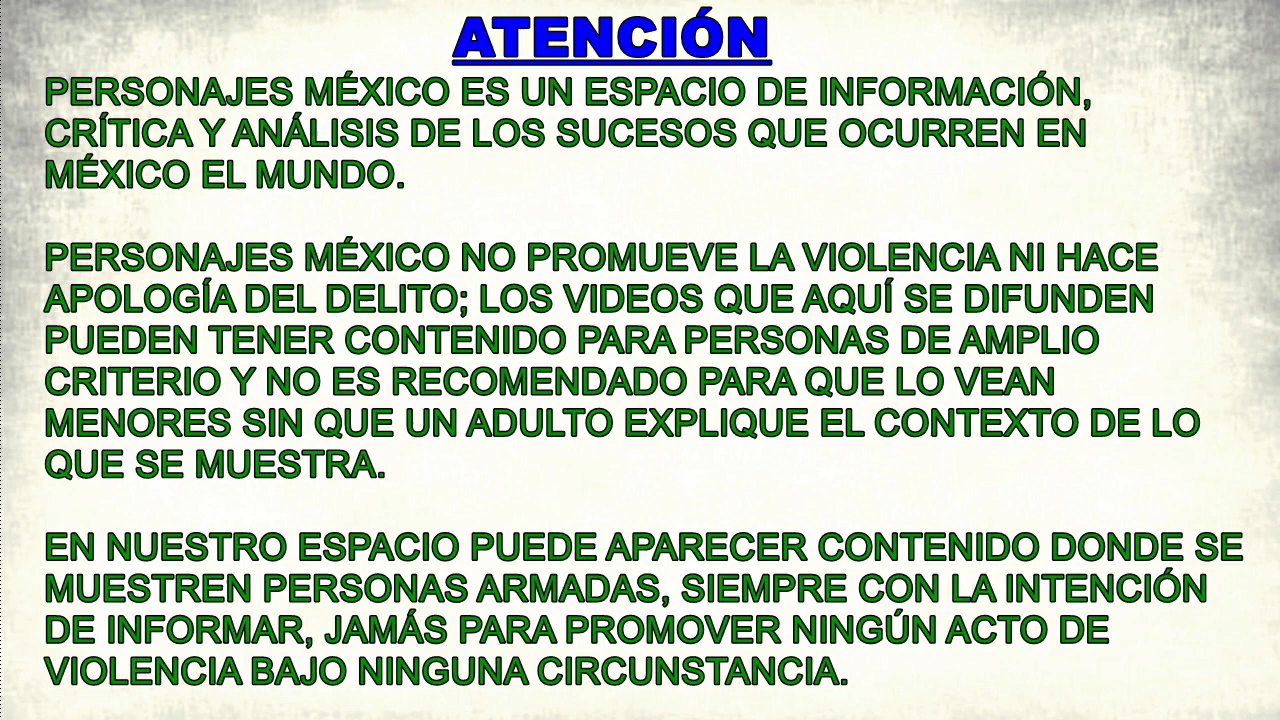 ATENCIÓN
PERSONAJES MÉXICO ES UN ESPACIO DE INFORMACIÓN,
CRÍTICA Y ANÁLISIS DE LOS SUCESOS QUE OCURREN EN
MÉXICO EL MUNDO.
PERSONAJES MÉXICO NO PROMUEVE LA VIOLENCIA NI HACE
APOLOGÍA DEL DELITO; LOS VIDEOS QUE AQUÍ SE DIFUNDEN
PUEDEN TENER CONTENIDO PARA PERSONAS DE AMPLIO
CRITERIO Y NO ES RECOMENDADO PARA QUE LO VEAN
MENORES SIN QUE UN ADULTO EXPLIQUE EL CONTEXTO DE LO
QUE SE MUESTRA.
EN NUESTRO ESPACIO PUEDE APARECER CONTENIDO DONDE SE
MUESTREN PERSONAS ARMADAS, SIEMPRE CON LA INTENCIÓN
DE INFORMAR, JAMÁS PARA PROMOVER NINGÚN ACTO DE
VIOLENCIA BAJO NINGUNA CIRCUNSTANCIA.